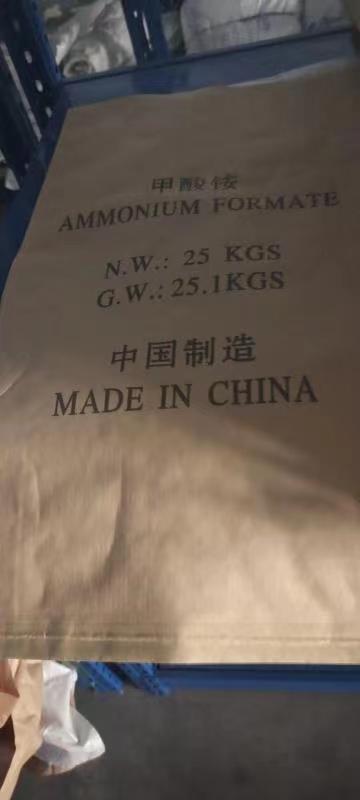 甲酸铵
AMMONIUM FORMATE
N.W.: 25 KGS
G.W.: 25.1KGS
中国制造
MADE IN CHINA